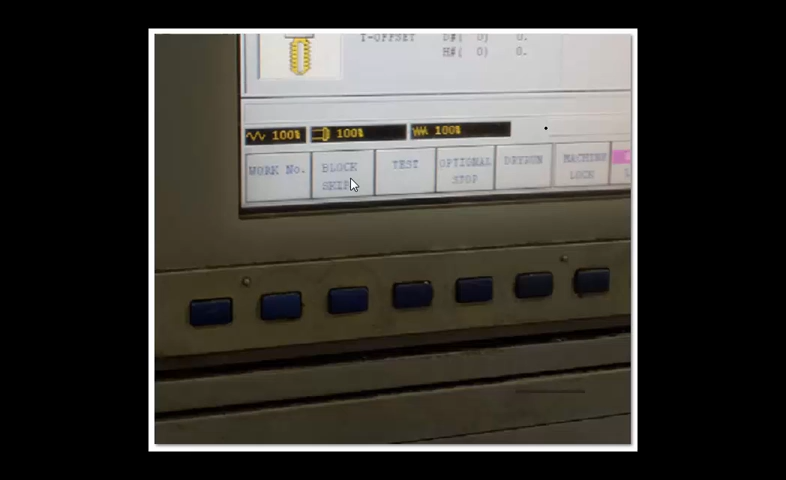 T-OFFSET D#( 0) 0.
H#( 0) 0.
100% 100% 100%
WORK No. BLOCK SKIP TEST OPTIONAL STOP DRYRUN MACHINE LOCK